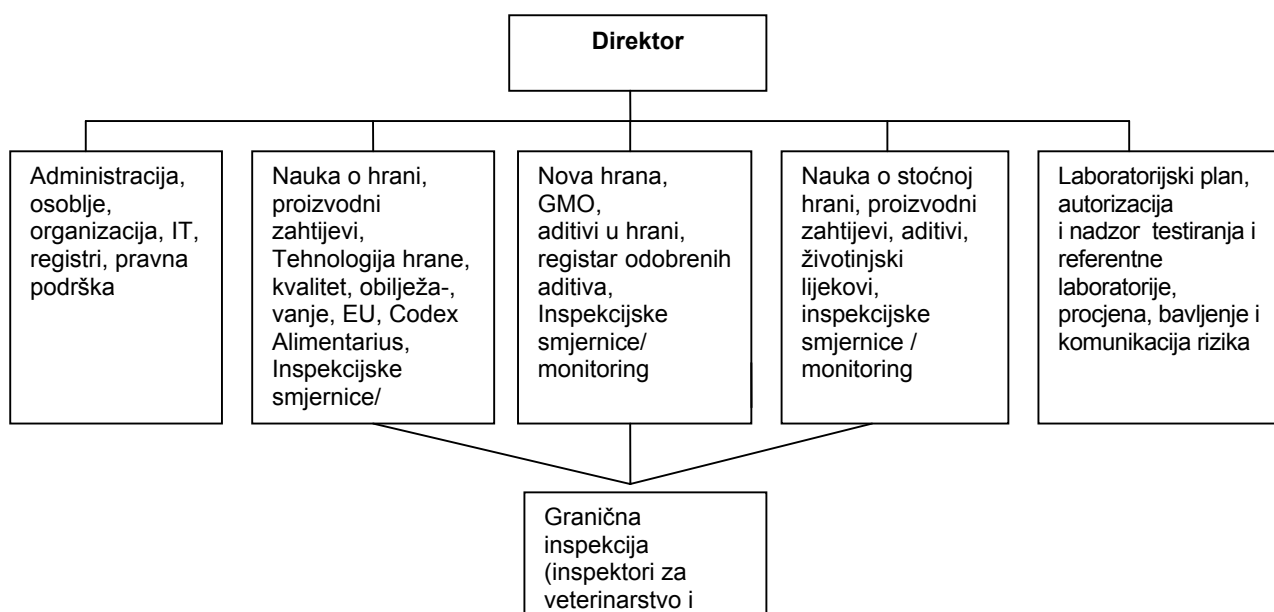 Direktor
Administracija,
osoblje,
organizacija, IT,
registri, pravna
podrška
Nauka o hrani,
proizvodni
zahtijevi,
Tehnologija hrane,
kvalitet, obilježa-,
vanje, EU, Codex
Alimentarius,
Inspekcijske
smjernice/
Nova hrana,
GMO,
aditivi u hrani,
registar odobrenih
aditiva,
Inspekcijske
smjernice/
monitoring
Nauka o stoćnoj
hrani, proizvodni
zahtijevi, aditivi,
životinjski
lijekovi,
inspekcijske
smjernice /
monitoring
Laboratorijski plan,
autorizacija
i nadzor testiranja i
referentne
laboratorije,
procjena, bavljenje i
komunikacija rizika
Granična
inspekcija
(inspektori za
veterinarstvo i